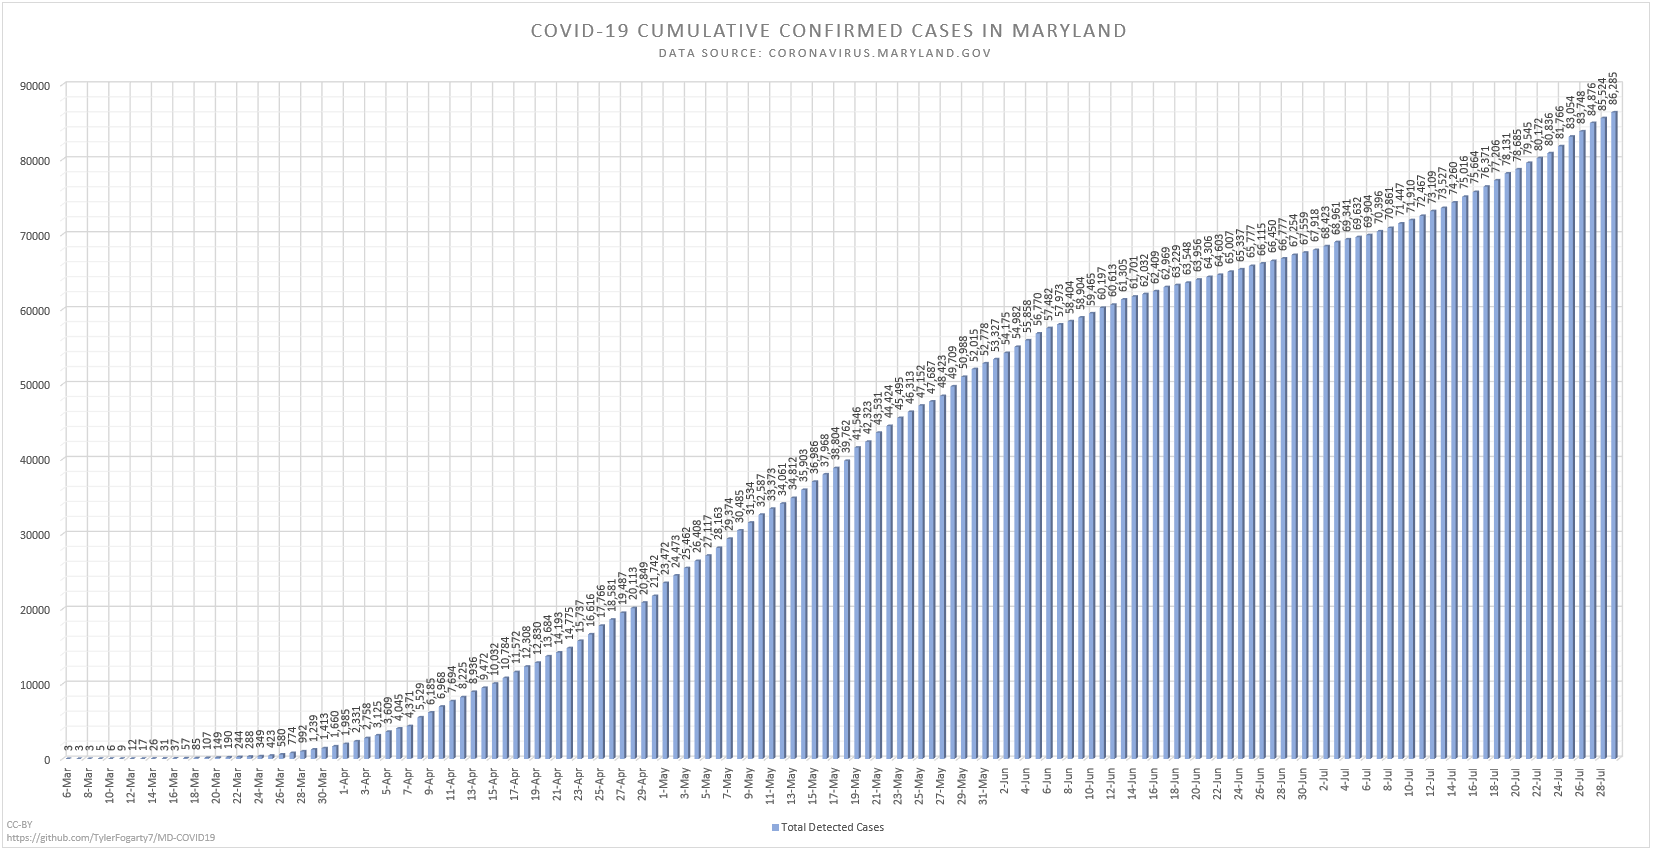 COVID-19 CUMULATIVE CONFIRMED CASES IN MARYLAND
DATA SOURCE: CORONAVIRUS.MARYLAND.GOV
90000
80000
70000
60000
50000
40000
30000
20000
10000
0
3
3
3
5
6
9
12
17
26
31
37
57
85
107
149
190
244
288
349
423
580
774
992
1,239
1,413
1,660
1,985
2,331
2,758
3,125
3,609
4,045
4,371
5,529
6,185
6,968
7,694
8,225
8,936
9,472
10,032
10,784
11,572
12,308
12,830
13,684
14,193
14,775
15,737
16,616
17,766
18,581
19,487
20,113
20,849
21,742
23,472
24,473
25,462
26,408
27,117
28,163
29,374
30,485
31,534
32,587
33,373
34,061
34,812
35,903
36,986
37,968
38,804
39,762
41,546
42,323
43,531
44,424
45,495
46,313
47,152
47,687
48,423
49,709
50,988
52,015
52,778
53,327
54,175
54,982
55,858
56,770
57,482
57,973
58,404
58,904
59,465
60,197
60,613
61,305
61,701
62,032
62,409
62,969
63,229
63,548
63,956
64,306
64,603
65,007
65,337
65,777
66,115
66,450
66,777
67,254
67,559
67,918
68,423
68,961
69,341
69,632
69,904
70,396
70,861
71,447
71,910
72,467
73,109
73,527
74,260
75,016
75,664
76,371
77,206
78,131
78,685
79,545
80,172
80,836
81,766
83,054
83,748
84,876
85,524
86,285
6-Mar
8-Mar
10-Mar
12-Mar
14-Mar
16-Mar
18-Mar
20-Mar
22-Mar
24-Mar
26-Mar
28-Mar
30-Mar
1-Apr
3-Apr
5-Apr
7-Apr
9-Apr
11-Apr
13-Apr
15-Apr
17-Apr
19-Apr
21-Apr
23-Apr
25-Apr
27-Apr
29-Apr
1-May
3-May
5-May
7-May
9-May
11-May
13-May
15-May
17-May
19-May
21-May
23-May
25-May
27-May
29-May
31-May
2-Jun
4-Jun
6-Jun
8-Jun
10-Jun
12-Jun
14-Jun
16-Jun
18-Jun
20-Jun
22-Jun
24-Jun
26-Jun
28-Jun
30-Jun
2-Jul
4-Jul
6-Jul
8-Jul
10-Jul
12-Jul
14-Jul
16-Jul
18-Jul
20-Jul
22-Jul
24-Jul
26-Jul
28-Jul
Total Detected Cases
CC-BY
https://github.com/TylerFogarty7/MD-COVID19